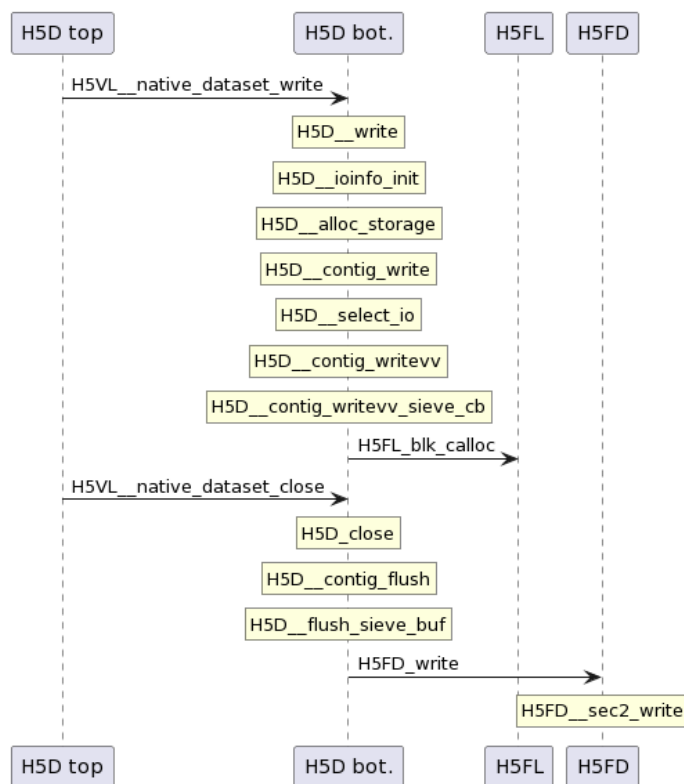 H5D top H5D bot. H5FL H5FD
H5VL__native_dataset_write
H5D__write
H5D__ioinfo_init
H5D__alloc_storage
H5D__contig_write
H5D__select_io
H5D__contig_writevv
H5D__contig_writevv_sieve_cb
H5FL_blk_calloc
H5VL__native_dataset_close
H5D_close
H5D__contig_flush
H5D__flush_sieve_buf
H5FD_write
H5FD__sec2_write
H5D top H5D bot. H5FL H5FD